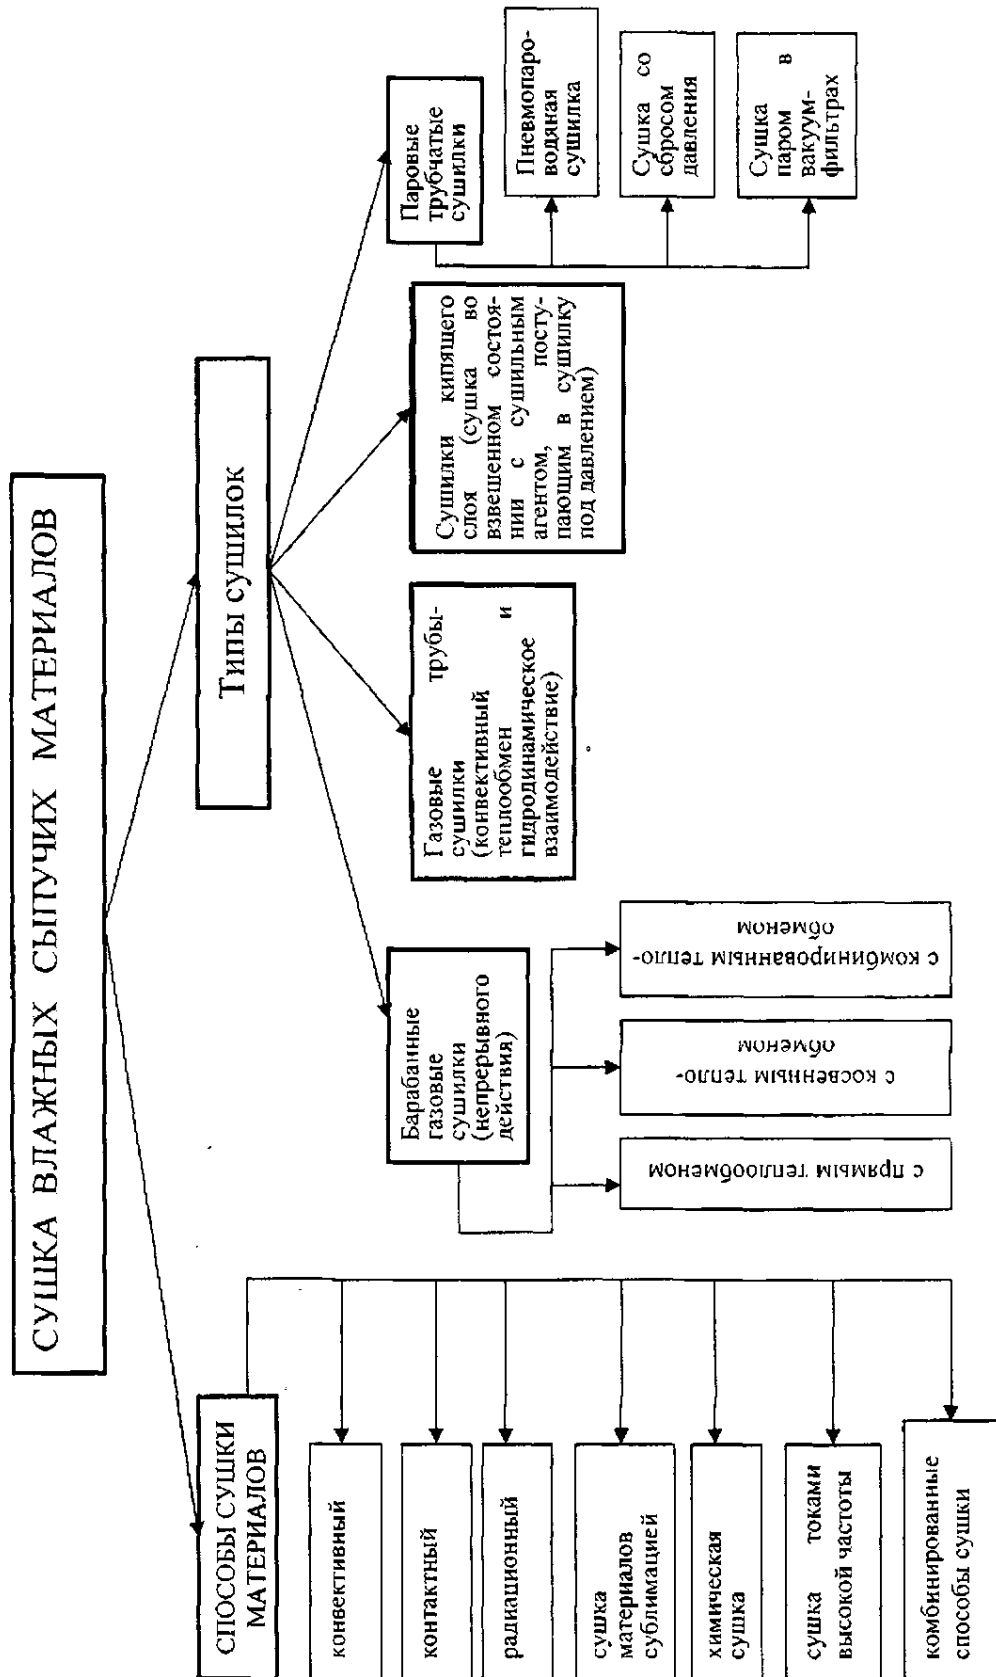 СУШКА ВЛАЖНЫХ СЫПУЧИХ МАТЕРИАЛОВ
СПОСОБЫ СУШКИ
МАТЕРИАЛОВ
конвективный
контактный
радиационный
сушка
материалов
сублимацией
химическая
сушка
сушка токами
высокой частоты
комбинированные
способы сушки
Типы сушилок
Барабанные
газовые
сушилки
(непрерывного
действия)
с прямым теплообменом
с косвенным тепло-
обменом
с комбинированным тепло-
обменом
Газовые трубы-
сушилки
(конвективный
теплообмен и
гидродинамическое
взаимодействие)
Сушилки кипящего
слоя (сушка во
взвешенном состоя-
нии с сушильным
агентом, посту-
пающим в сушилку
под давлением)
Паровые
трубчатые
сушилки
Пневмопаро-
водяная
сушилка
Сушка со
сбросом
давления
Сушка
паром в
вакуум-
фильтрах